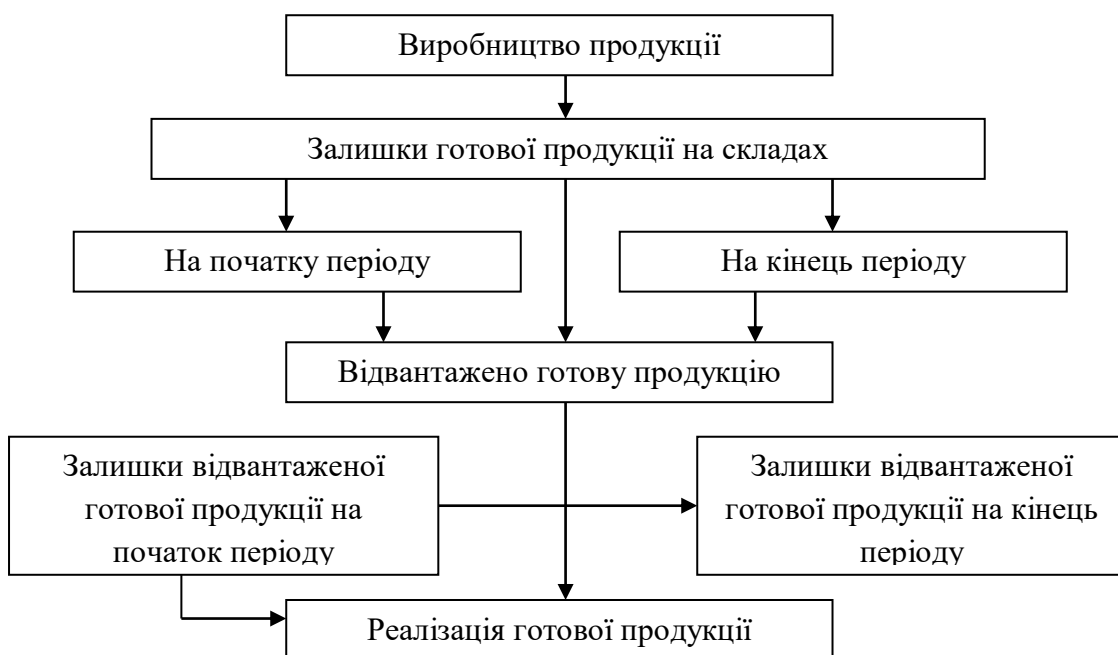 Виробництво продукції
Залишки готової продукції на складах
На початку періоду
На кінець періоду
Відвантажено готову продукцію
Залишки відвантаженої
готової продукції на
початок періоду
Залишки відвантаженої
готової продукції на кінець
періоду
Реалізація готової продукції